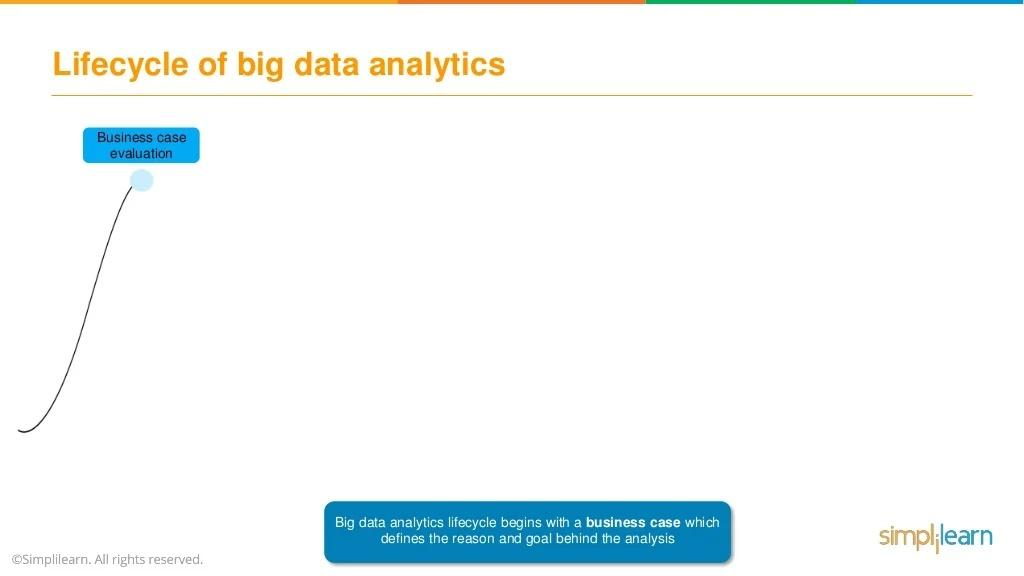 Lifecycle of big data analytics
Business case
evaluation
Big data analytics lifecycle begins with a business case which
defines the reason and goal behind the analysis
©Simplilearn. All rights reserved.
simplilearn